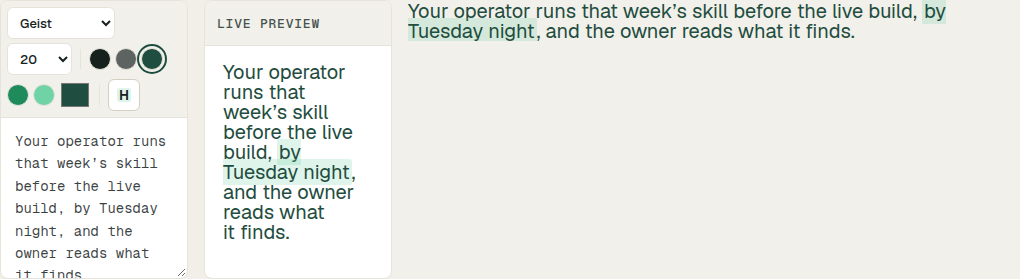 Geist
20
H
Your operator runs
that week’s skill
before the live
build, by Tuesday
night, and the
owner reads what
it finds.
LIVE PREVIEW
Your operator
runs that
week’s skill
before the live
build, by
Tuesday night,
and the owner
reads what
it finds.
Your operator runs that week’s skill before the live build, by
Tuesday night, and the owner reads what it finds.